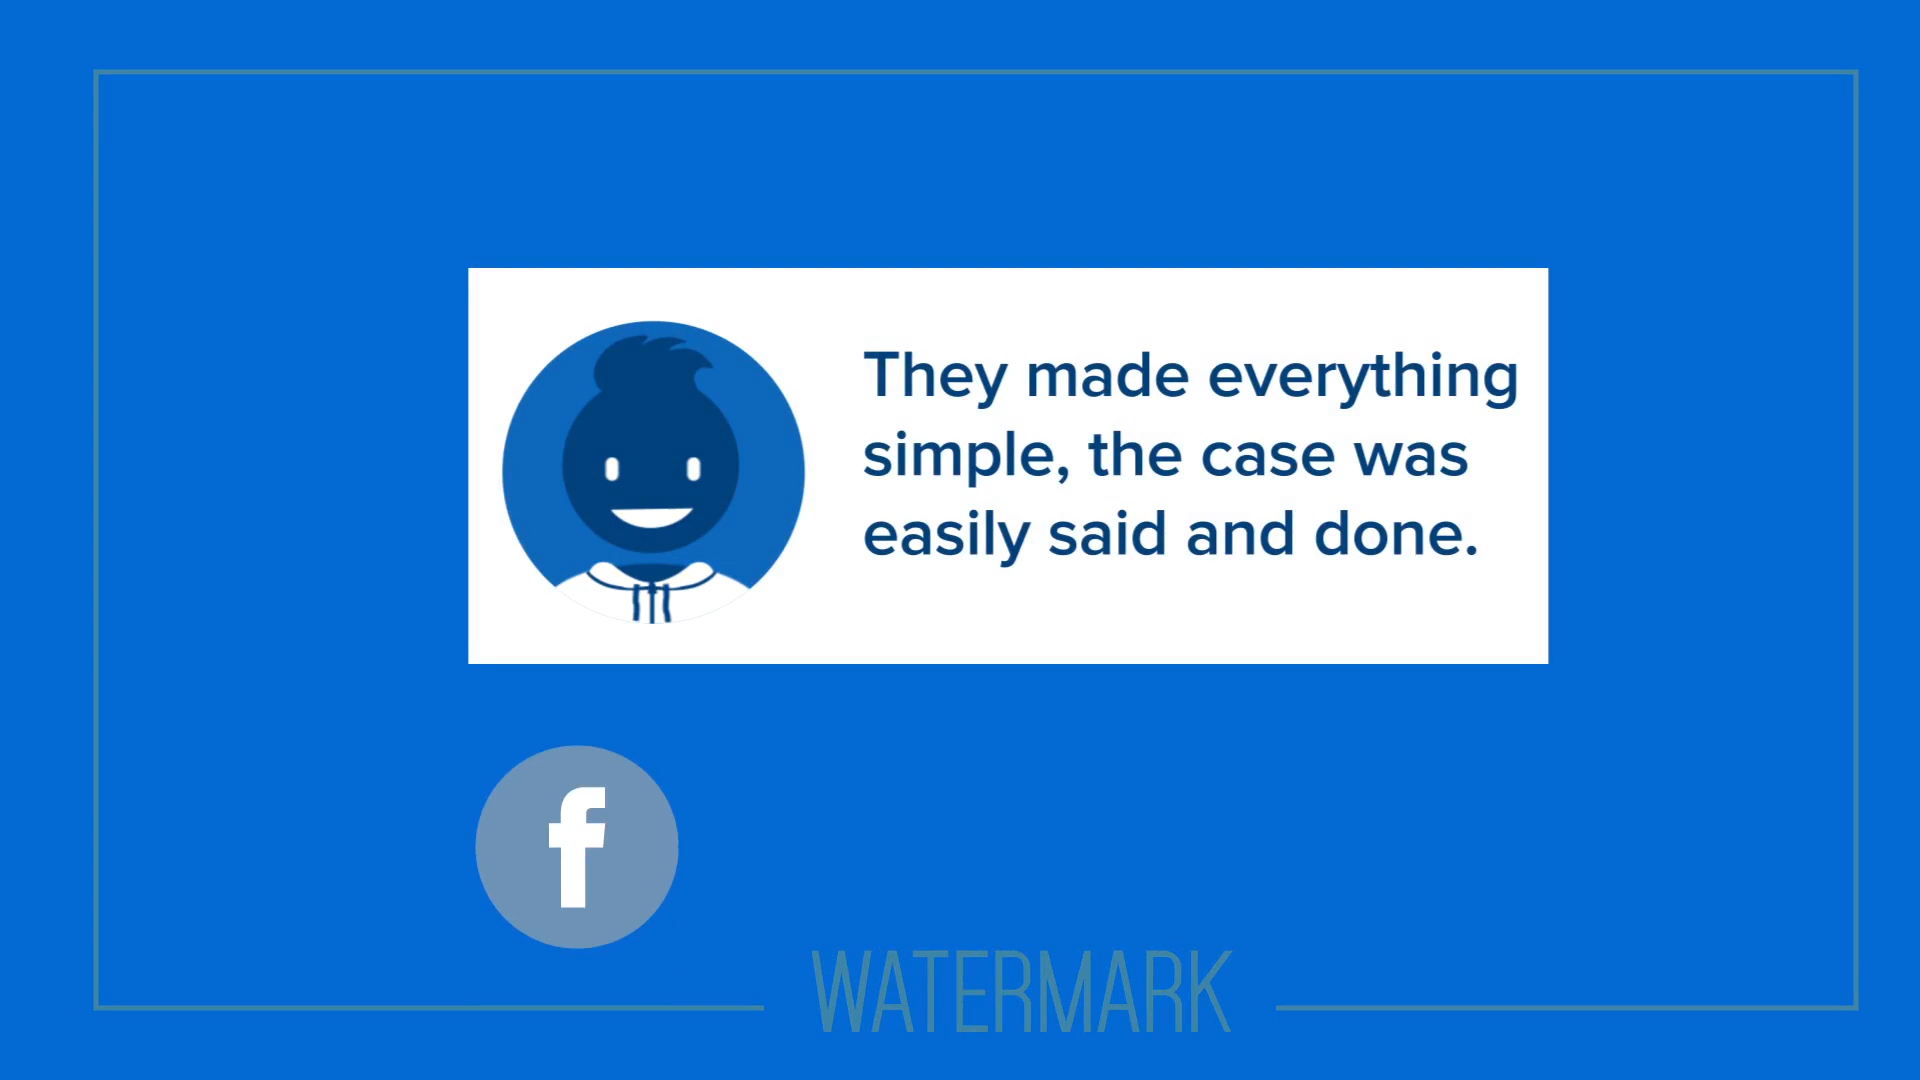 They made everything
simple, the case was
easily said and done.
f
WATERMARK